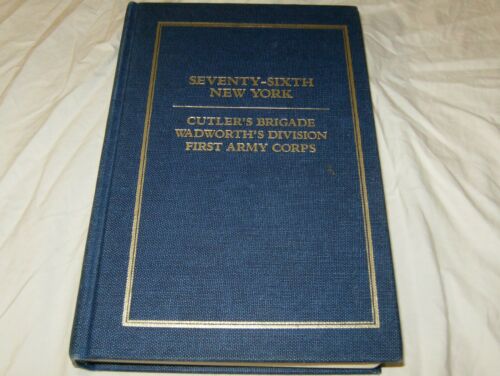 SEVENTY-SIXTH
NEW YORK
CUTLER'S BRIGADE
WADWORTH'S DIVISION
FIRST ARMY CORPS